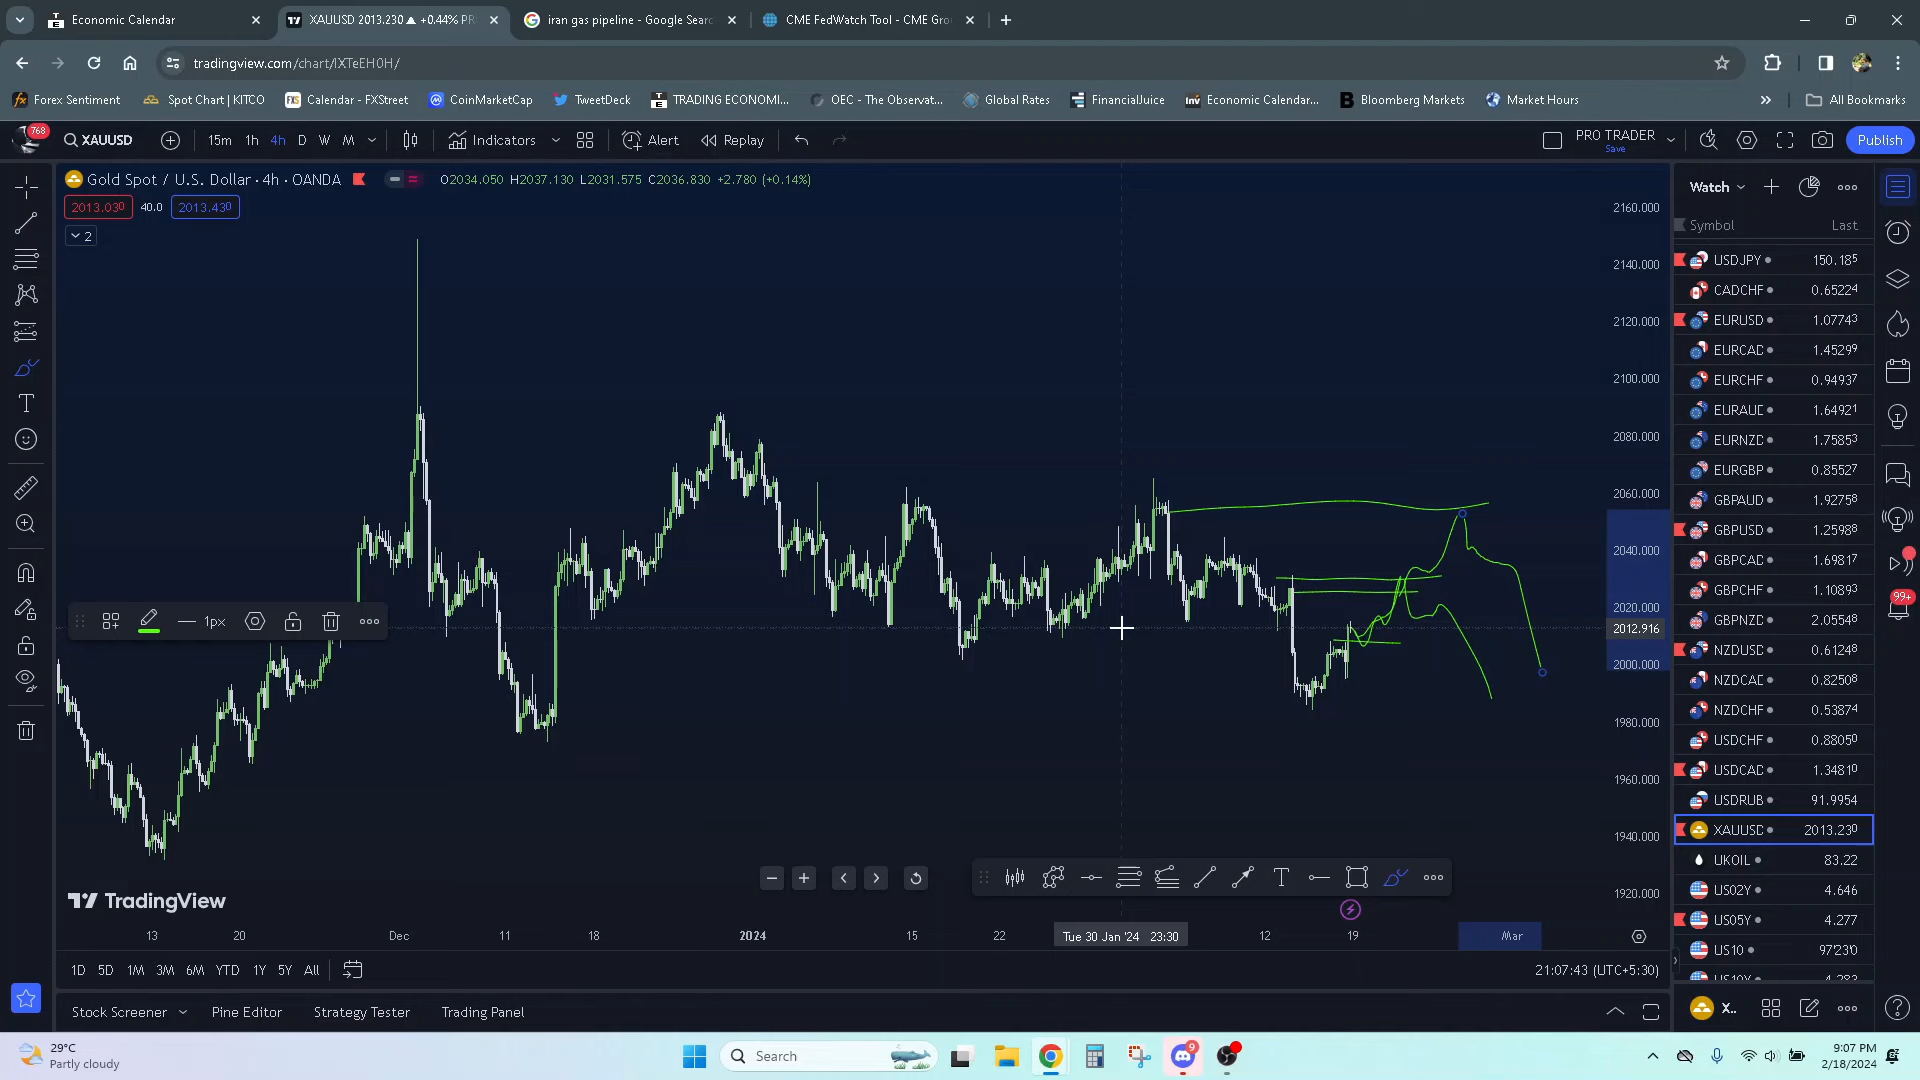 Economic Calendar
XAUUSD 2013.230 ▲ +0.44% PR
iran gas pipeline - Google Searc
CME FedWatch Tool - CME Gro
tradingview.com/chart/lXTeEH0H/
Forex Sentiment
Spot Chart | KITCO
Calendar - FXStreet
CoinMarketCap
TweetDeck
TRADING ECONOMI...
OEC - The Observat...
Global Rates
FinancialJuice
Economic Calendar...
Bloomberg Markets
Market Hours
All Bookmarks
768
XAUUSD
15m 1h 4h D W M
Indicators
Alert
Replay
PRO TRADER
Save
Publish
Gold Spot / U.S. Dollar · 4h · OANDA
O2034.050 H2037.130 L2031.575 C2036.830 +2.780 (+0.14%)
2013.030 40.0 2013.430
2
1px
2160.000
2140.000
2120.000
2100.000
2080.000
2060.000
2040.000
2020.000
2012.916
2000.000
1980.000
1960.000
1940.000
1920.000
TradingView
13 20 Dec 11 18 2024 15 22 Tue 30 Jan '24 23:30 12 19 Mar
1D 5D 1M 3M 6M YTD 1Y 5Y All
21:07:43 (UTC+5:30)
Stock Screener Pine Editor Strategy Tester Trading Panel
Watch
Symbol Last
USDJPY 150.185
CADCHF 0.65224
EURUSD 1.07743
EURCAD 1.45299
EURCHF 0.94937
EURAUD 1.64921
EURNZD 1.75853
EURGBP 0.85527
GBPAUD 1.92758
GBPUSD 1.25988
GBPCAD 1.69817
GBPCHF 1.10893
GBPNZD 2.05548
NZDUSD 0.61248
NZDCAD 0.82508
NZDCHF 0.53874
USDCHF 0.88050
USDCAD 1.34810
USDRUB 91.9954
XAUUSD 2013.230
UKOIL 83.22
US02Y 4.646
US05Y 4.277
US10 97'23'0
US10Y 4.283
X..
99+
29°C
Partly cloudy
Search
9
9:07 PM
2/18/2024